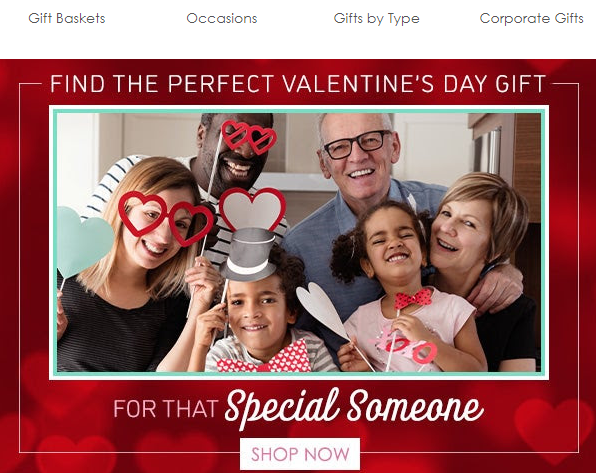 Gift Baskets Occasions Gifts by Type Corporate Gifts
FIND THE PERFECT VALENTINE'S DAY GIFT
FOR THAT Special Someone
SHOP NOW